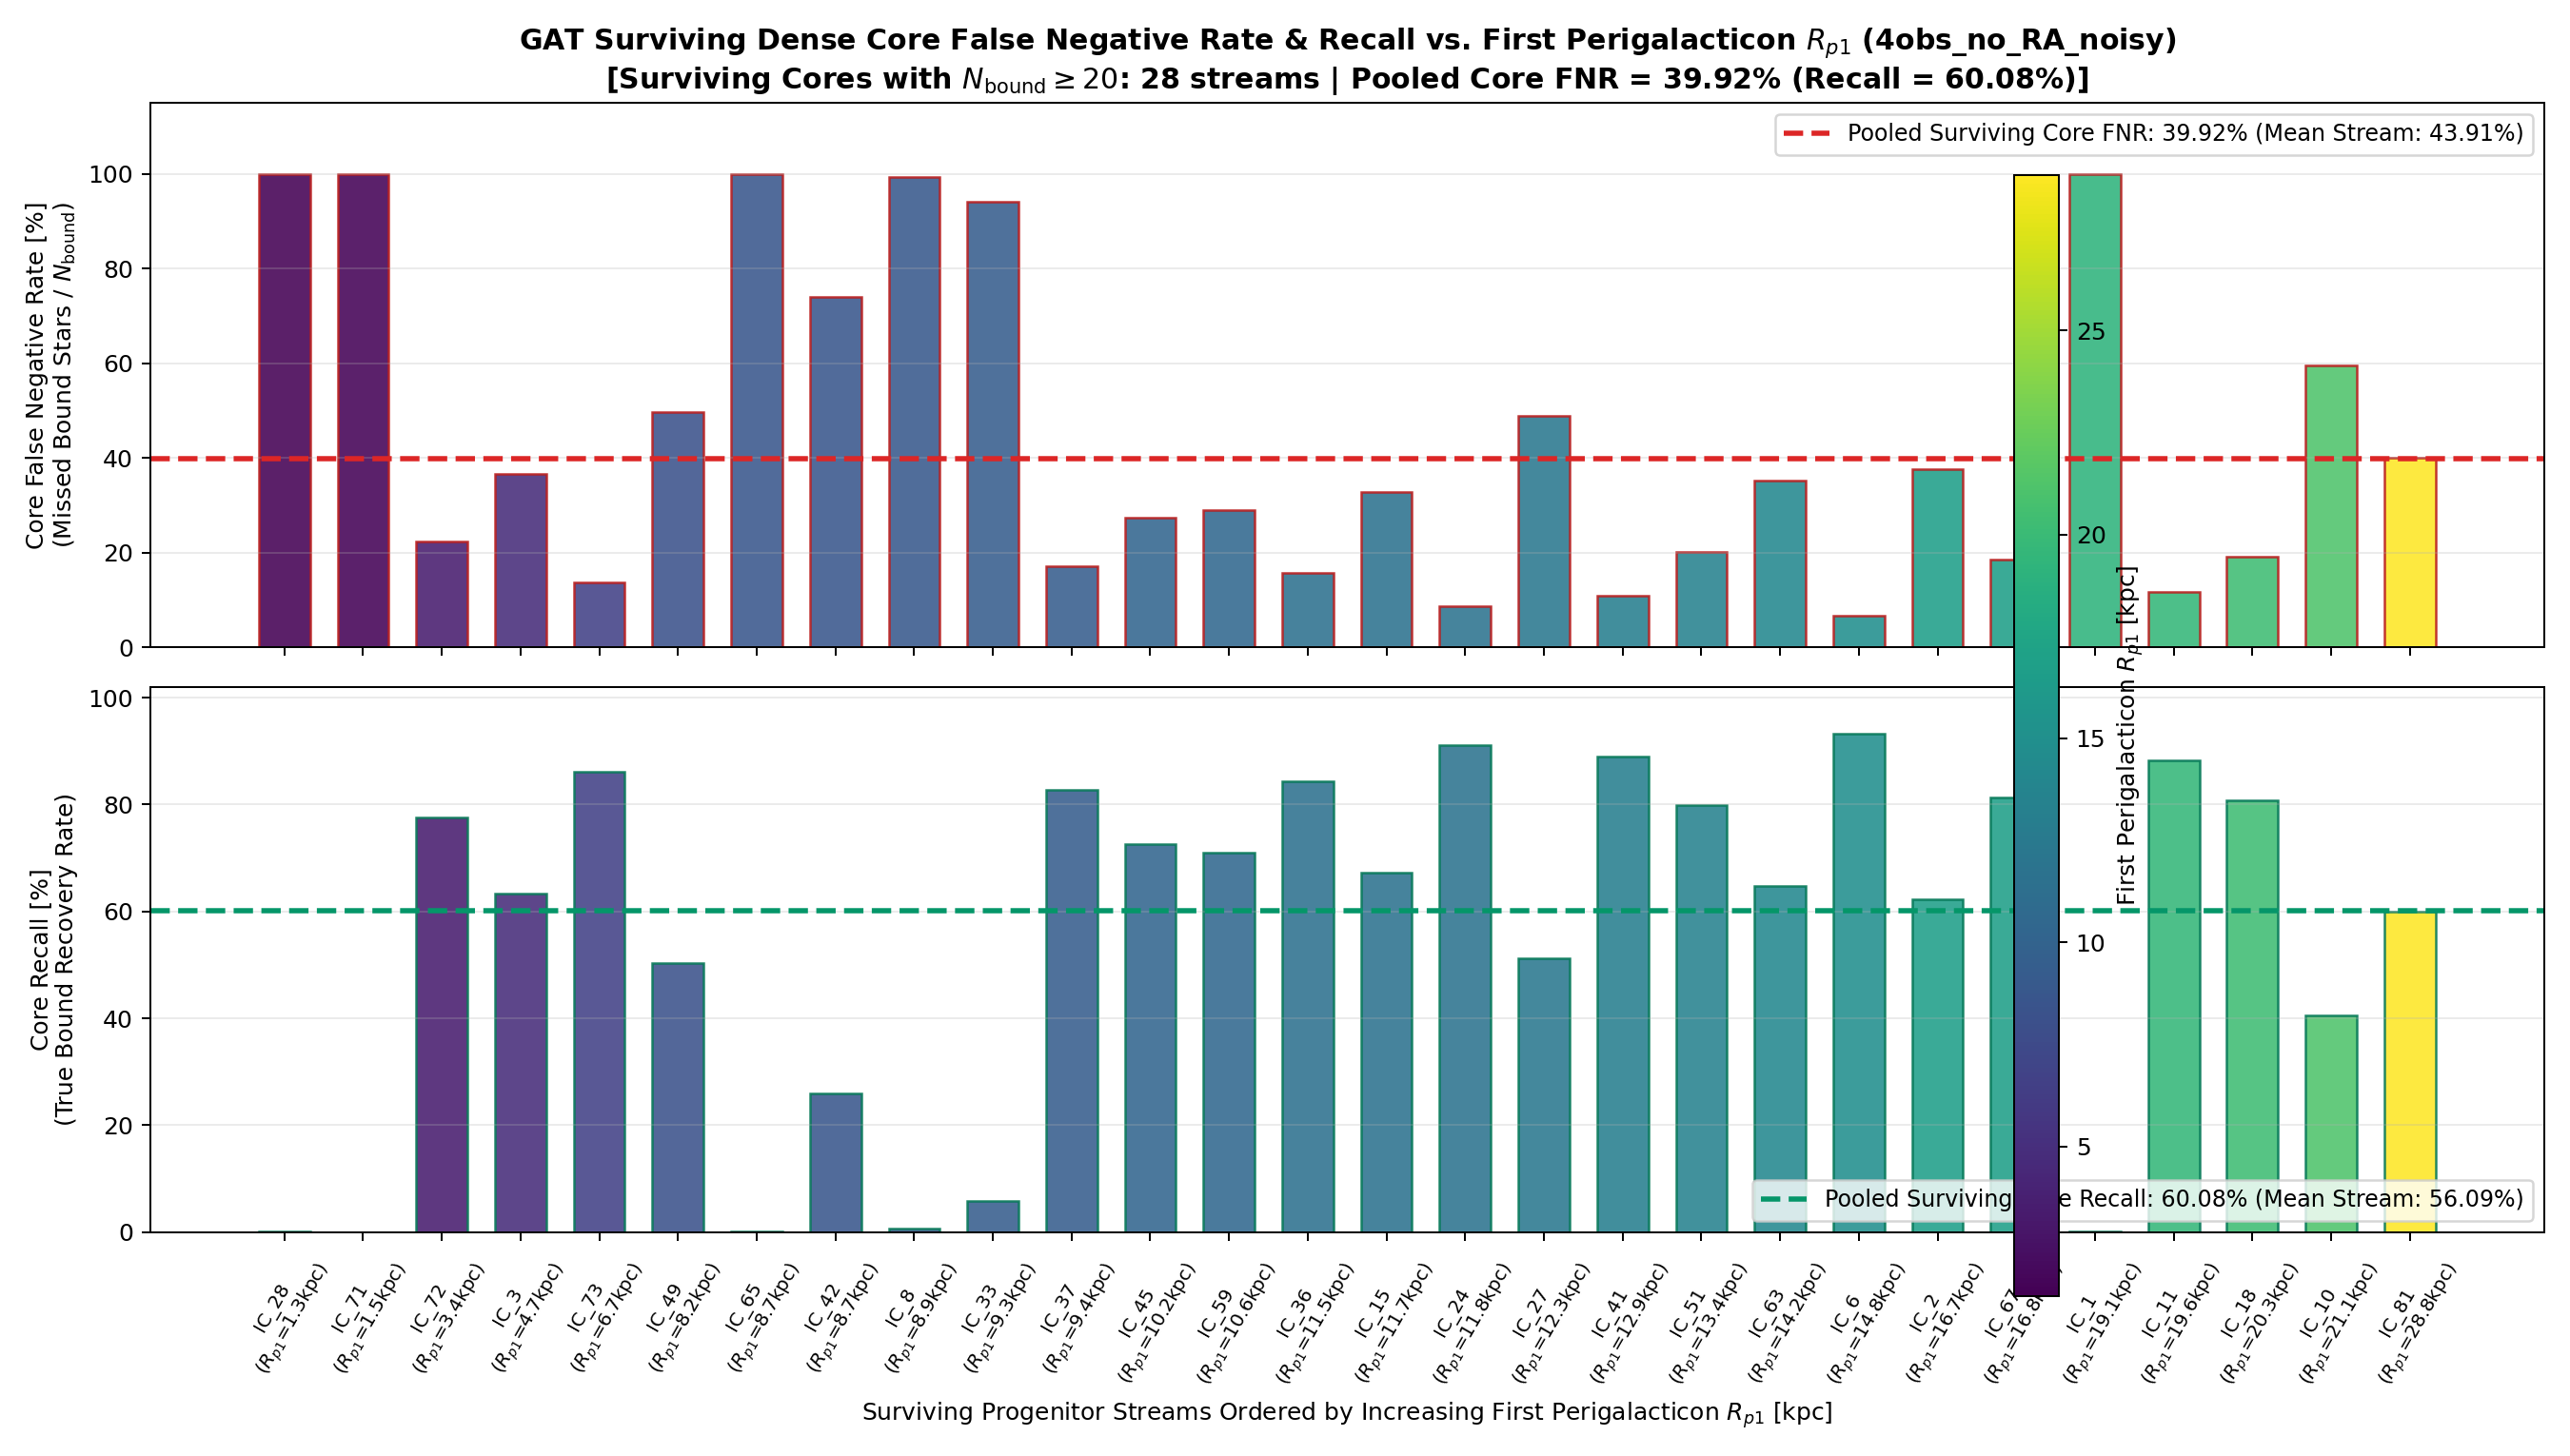 GAT Surviving Dense Core False Negative Rate & Recall vs. First Perigalacticon R_p1 (4obs_no_RA_noisy)
[Surviving Cores with N_bound ≥ 20: 28 streams | Pooled Core FNR = 39.92% (Recall = 60.08%)]
Pooled Surviving Core FNR: 39.92% (Mean Stream: 43.91%)
Core False Negative Rate [%]
(Missed Bound Stars / N_bound)
100
80
60
40
20
0
Core Recall [%]
(True Bound Recovery Rate)
100
80
60
40
20
0
25
20
15
10
5
First Perigalacticon R_p1 [kpc]
Pooled Surviving e Recall: 60.08% (Mean Stream: 56.09%)
IC_28
(R_p1=1.3kpc)
IC_71
(R_p1=1.5kpc)
IC_72
(R_p1=3.4kpc)
IC_3
(R_p1=4.7kpc)
IC_73
(R_p1=6.7kpc)
IC_49
(R_p1=8.2kpc)
IC_65
(R_p1=8.7kpc)
IC_42
(R_p1=8.7kpc)
IC_8
(R_p1=8.9kpc)
IC_33
(R_p1=9.3kpc)
IC_37
(R_p1=9.4kpc)
IC_45
(R_p1=10.2kpc)
IC_59
(R_p1=10.6kpc)
IC_36
(R_p1=11.5kpc)
IC_15
(R_p1=11.7kpc)
IC_24
(R_p1=11.8kpc)
IC_27
(R_p1=12.3kpc)
IC_41
(R_p1=12.9kpc)
IC_51
(R_p1=13.4kpc)
IC_63
(R_p1=14.2kpc)
IC_6
(R_p1=14.8kpc)
IC_2
(R_p1=16.7kpc)
IC_67
(R_p1=16.8k
IC_1
(R_p1=19.1kpc)
IC_11
(R_p1=19.6kpc)
IC_18
(R_p1=20.3kpc)
IC_10
(R_p1=21.1kpc)
IC_81
(R_p1=28.8kpc)
Surviving Progenitor Streams Ordered by Increasing First Perigalacticon R_p1 [kpc]